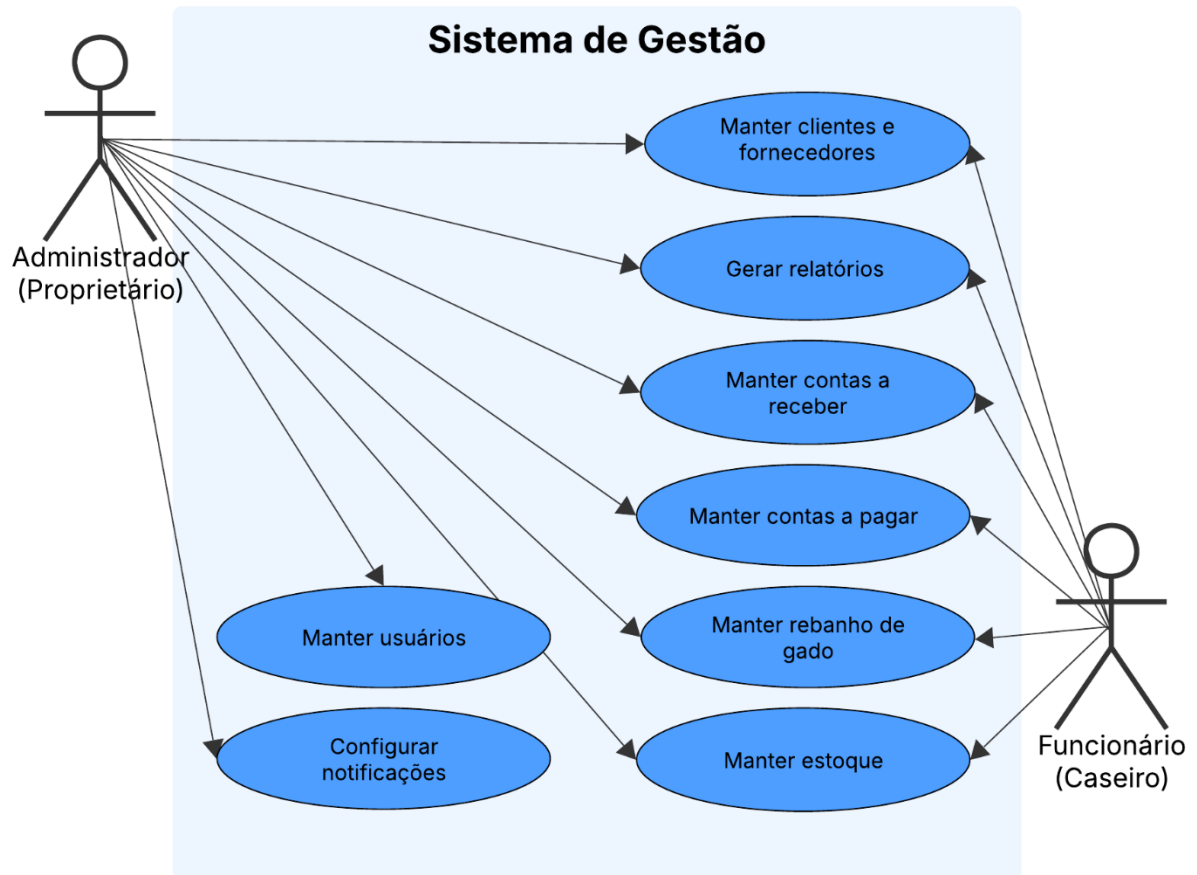 Sistema de Gestão
Administrador
(Proprietário)
Manter clientes e
fornecedores
Gerar relatórios
Manter contas a
receber
Manter contas a pagar
Manter usuários
Manter rebanho de
gado
Configurar
notificações
Manter estoque
Funcionário
(Caseiro)